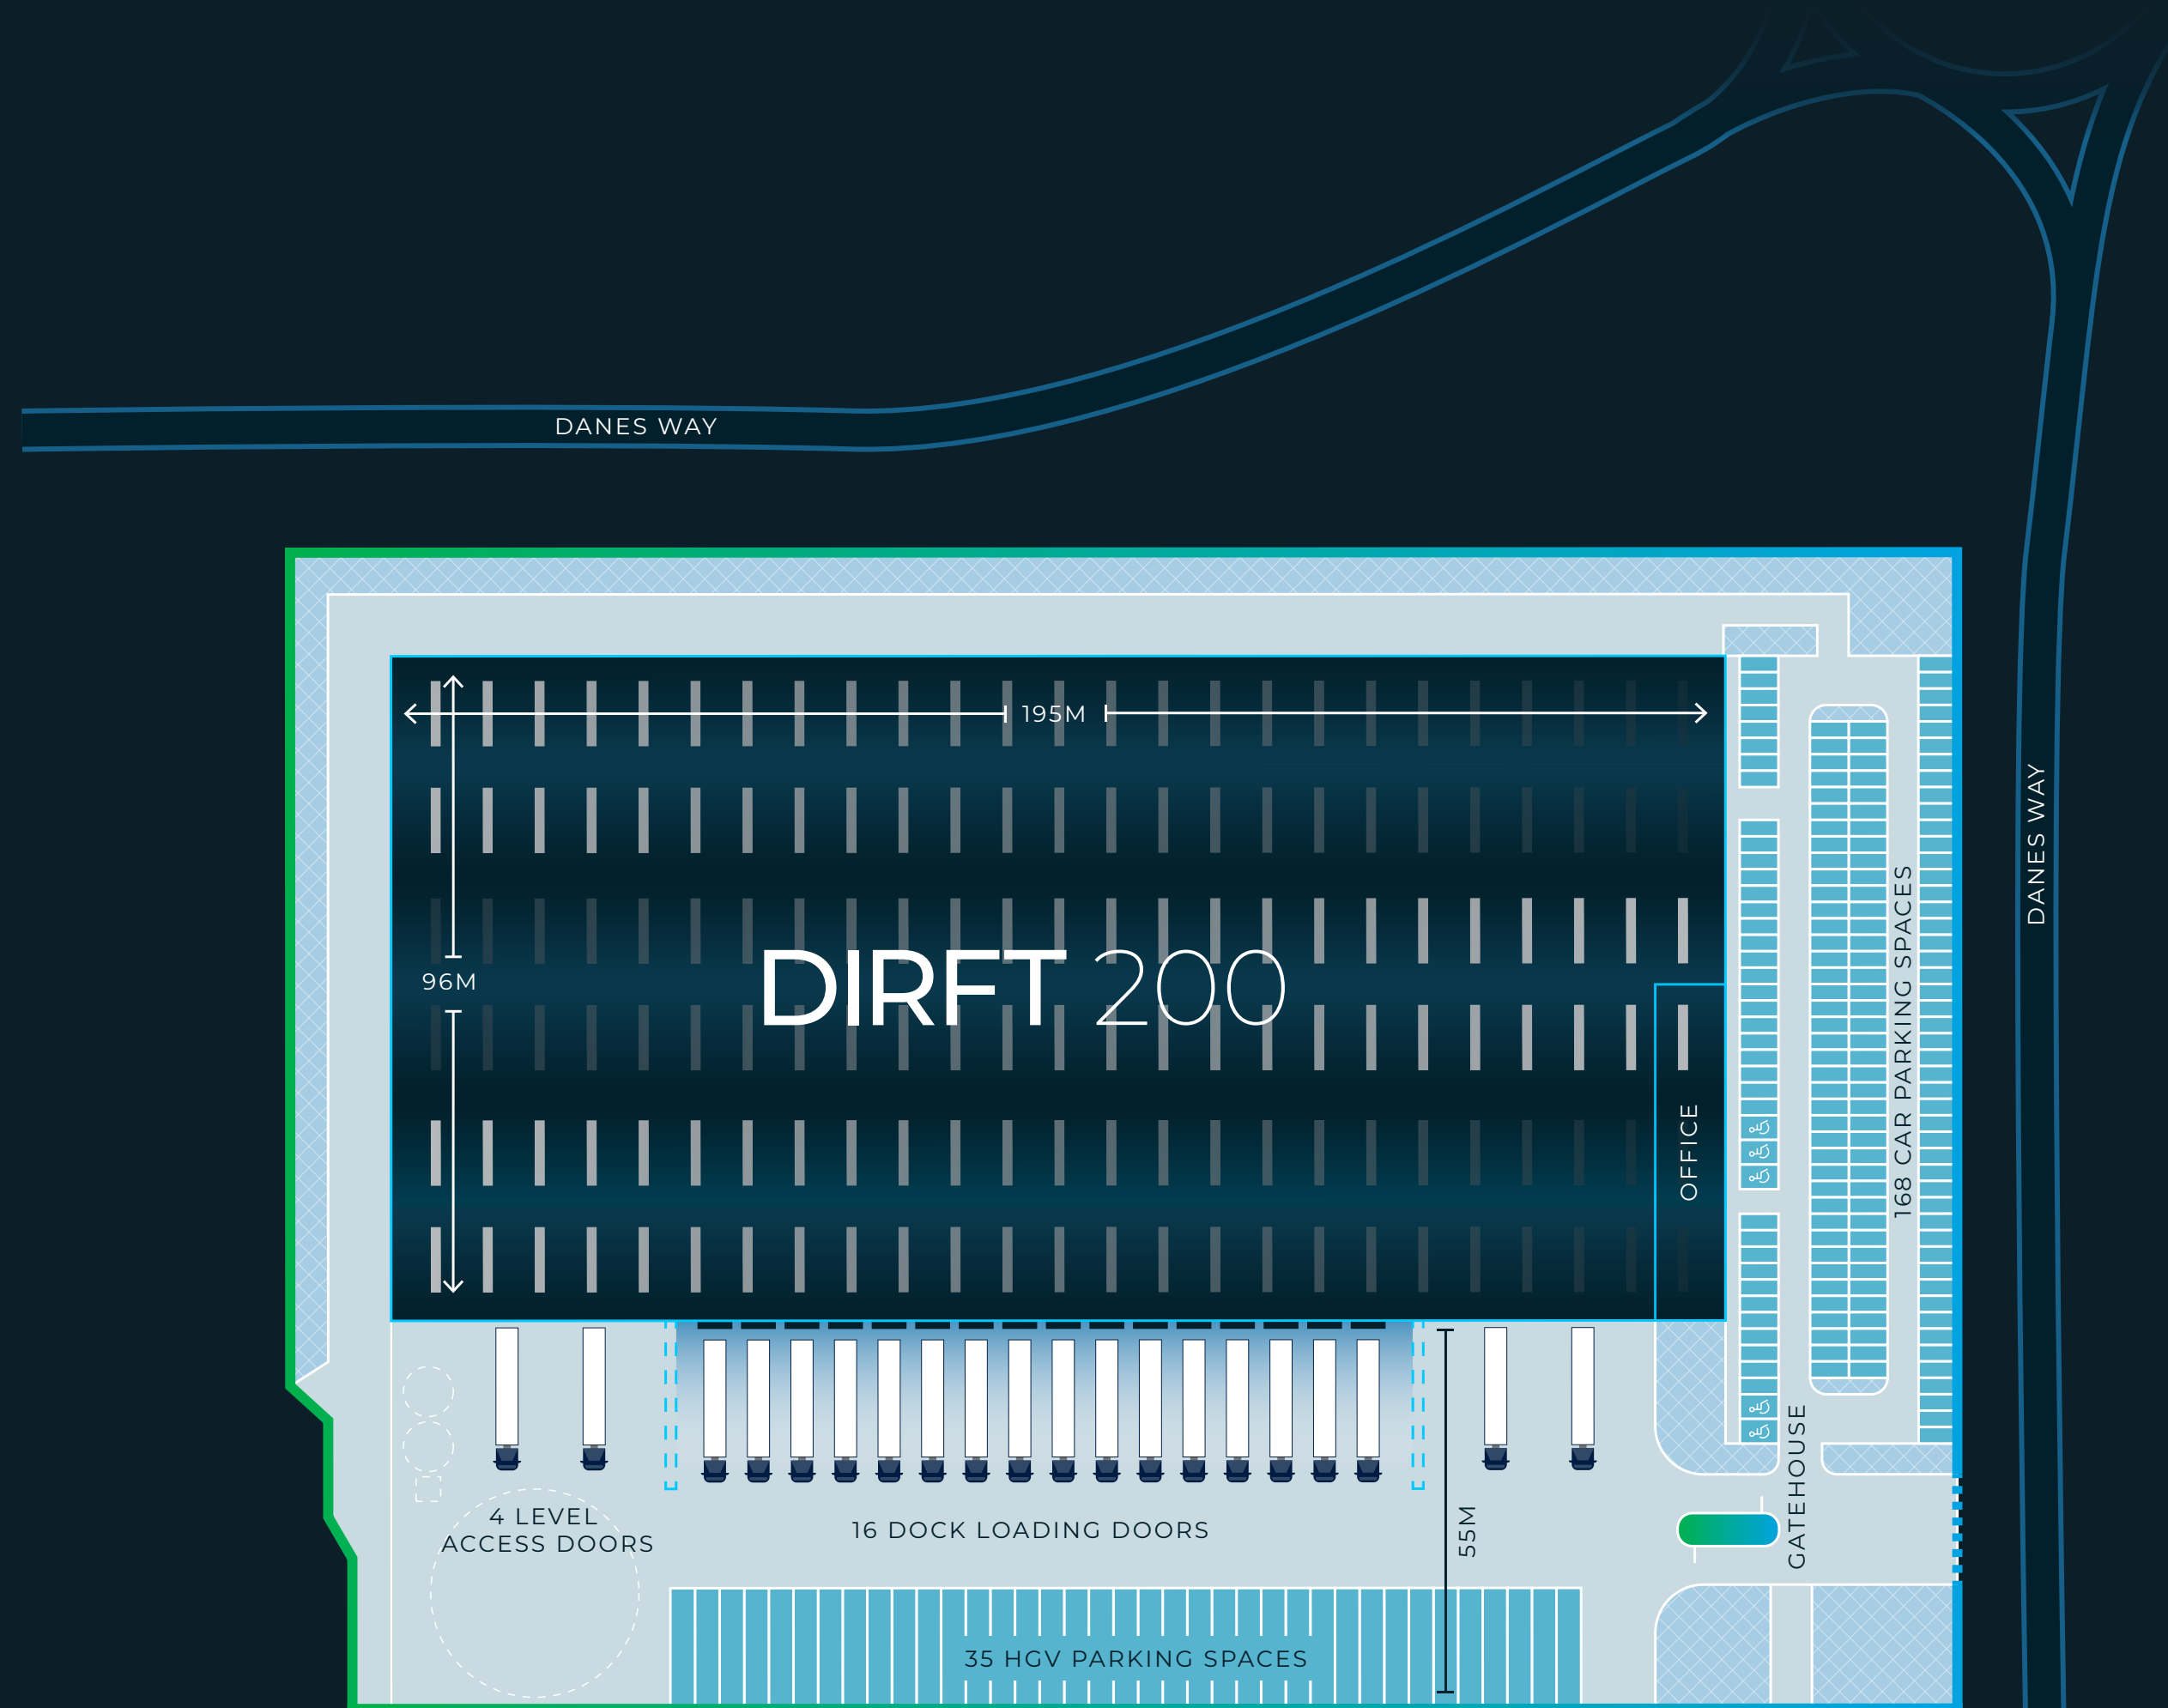 DANES WAY
195M
DANES WAY
168 CAR PARKING SPACES
96M
DIRFT 200
OFFICE
GATEHOUSE
4 LEVEL
ACCESS DOORS
16 DOCK LOADING DOORS
55M
35 HGV PARKING SPACES